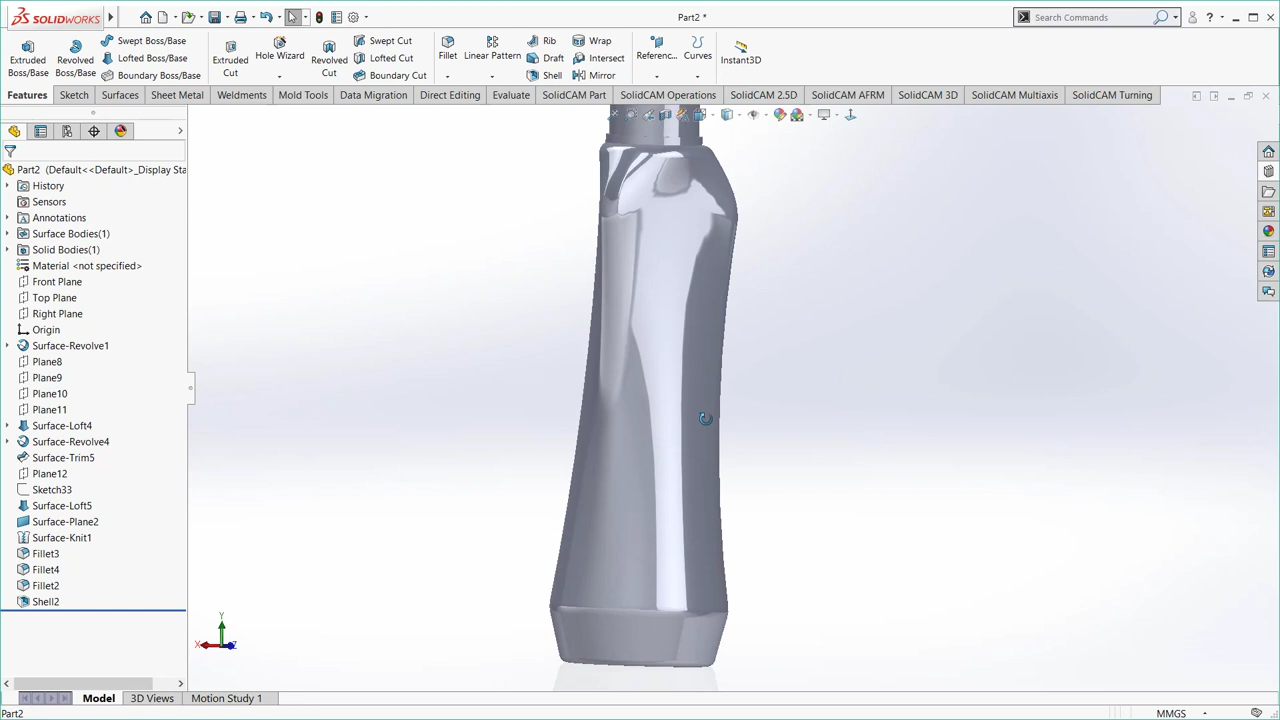 SOLIDWORKS
Part2 *
Search Commands
Extruded Boss/Base
Revolved Boss/Base
Swept Boss/Base
Lofted Boss/Base
Boundary Boss/Base
Extruded Cut
Hole Wizard
Revolved Cut
Swept Cut
Lofted Cut
Boundary Cut
Fillet
Linear Pattern
Rib
Draft
Shell
Wrap
Intersect
Mirror
Referenc...
Curves
Instant3D
Features Sketch Surfaces Sheet Metal Weldments Mold Tools Data Migration Direct Editing Evaluate SolidCAM Part SolidCAM Operations SolidCAM 2.5D SolidCAM AFRM SolidCAM 3D SolidCAM Multiaxis SolidCAM Turning
Part2 (Default<<Default>_Display Sta
History
Sensors
Annotations
Surface Bodies(1)
Solid Bodies(1)
Material <not specified>
Front Plane
Top Plane
Right Plane
Origin
Surface-Revolve1
Plane8
Plane9
Plane10
Plane11
Surface-Loft4
Surface-Revolve4
Surface-Trim5
Plane12
Sketch33
Surface-Loft5
Surface-Plane2
Surface-Knit1
Fillet3
Fillet4
Fillet2
Shell2
Y
X
Z
Model 3D Views Motion Study 1
Part2
MMGS